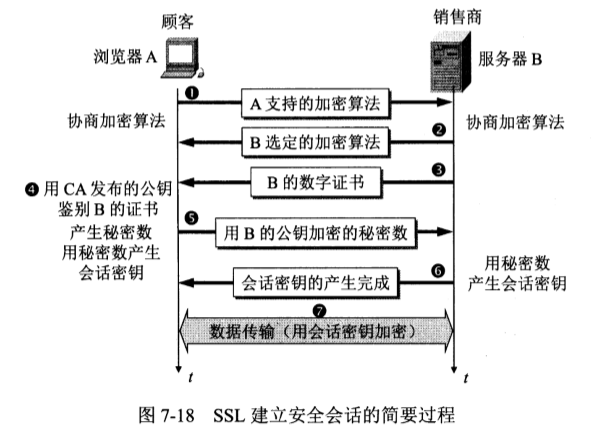 顾客
销售商
浏览器 A
服务器 B
❶
A 支持的加密算法
协商加密算法
协商加密算法
❷
B 选定的加密算法
❸
B 的数字证书
❹ 用 CA 发布的公钥
鉴别 B 的证书
❺
产生秘密数
用 B 的公钥加密的秘密数
用秘密数产生
会话密钥
❻
会话密钥的产生完成
用秘密数
产生会话密钥
❼
数据传输（用会话密钥加密）
t
t
图 7-18 SSL 建立安全会话的简要过程